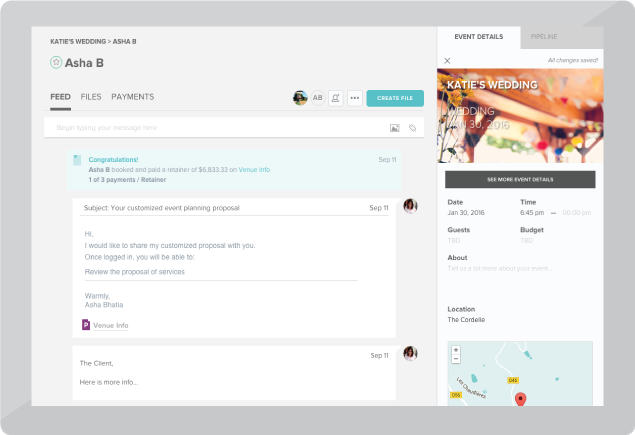 EVENT DETAILS
PIPELINE
KATIE'S WEDDING > ASHA B
Asha B
All changes saved!
FEED
FILES
PAYMENTS
AB
CREATE FILE
Begin typing your message here
KATIE'S WEDDING
WEDDING
JAN 30, 2016
Congratulations!
Sep 11
Asha B booked and paid a retainer of $6,833.33 on Venue Info
1 of 3 payments / Retainer
SEE MORE EVENT DETAILS
Subject: Your customized event planning proposal
Sep 11
Hi,
I would like to share my customized proposal with you.
Once logged in, you will be able to:
Review the proposal of services
Warmly,
Asha Bhatia
P Venue Info
Sep 11
The Client,
Here is more info...
Date
Time
Jan 30, 2016
6:45 pm — 00:00 pm
Guests
Budget
TBD
TBD
About
Tell us a lot more about your event...
Location
The Cordelle
+
−
D45
Les Chauffrants